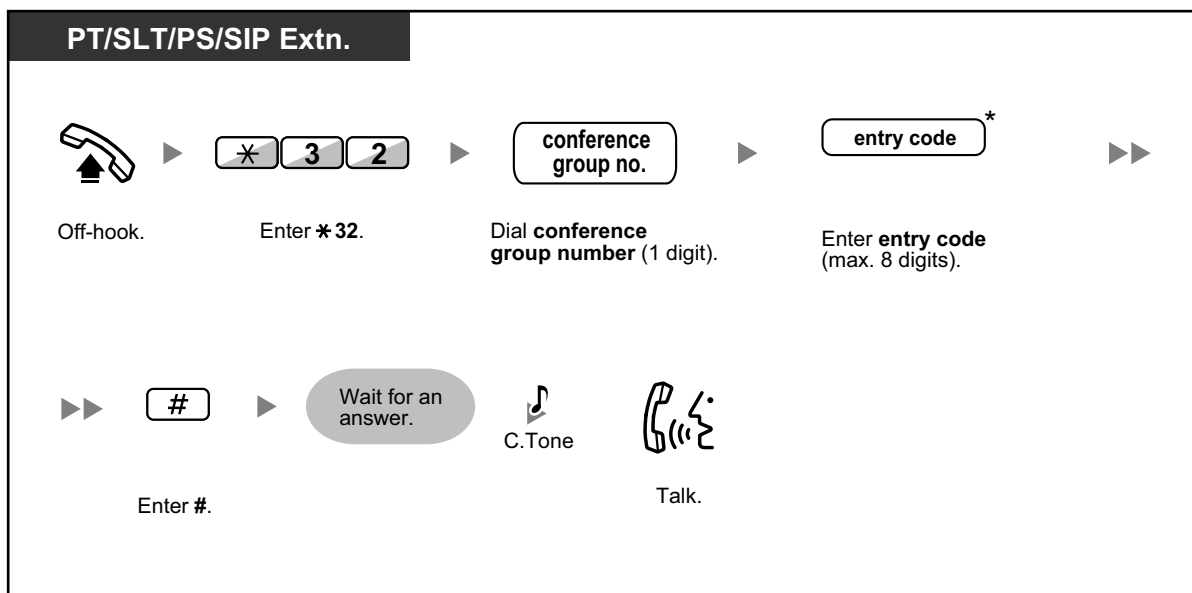 PT/SLT/PS/SIP Extn.
* 3 2
conference
group no.
entry code *
Off-hook.
Enter *32.
Dial conference
group number (1 digit).
Enter entry code
(max. 8 digits).
#
Wait for an
answer.
C.Tone
Enter #.
Talk.